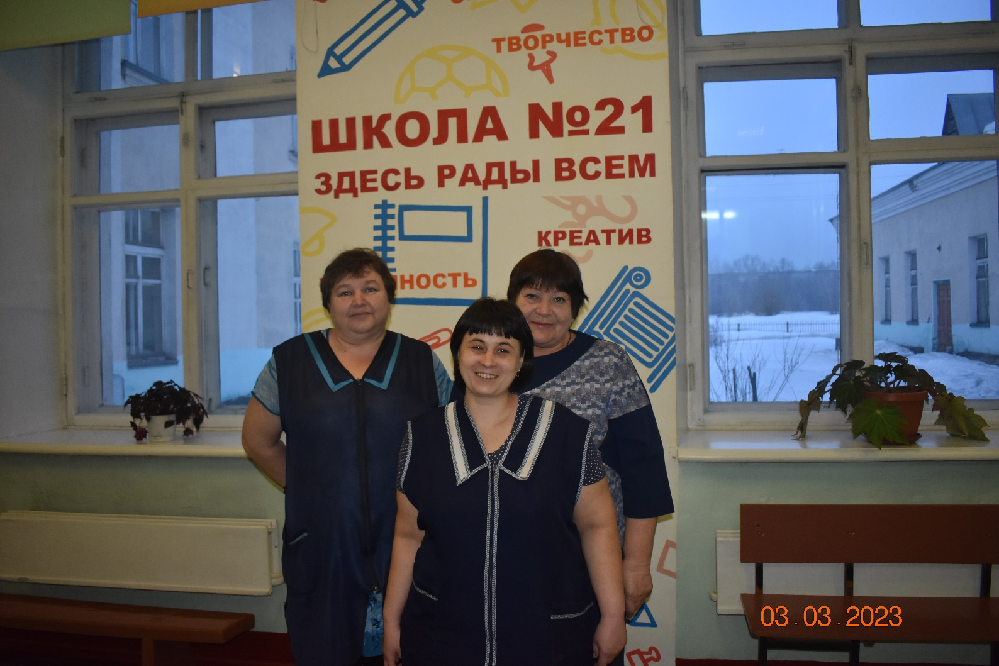 ТВОРЧЕСТВО
ШКОЛА №21
ЗДЕСЬ РАДЫ ВСЕМ
КРЕАТИВ
03.03.2023